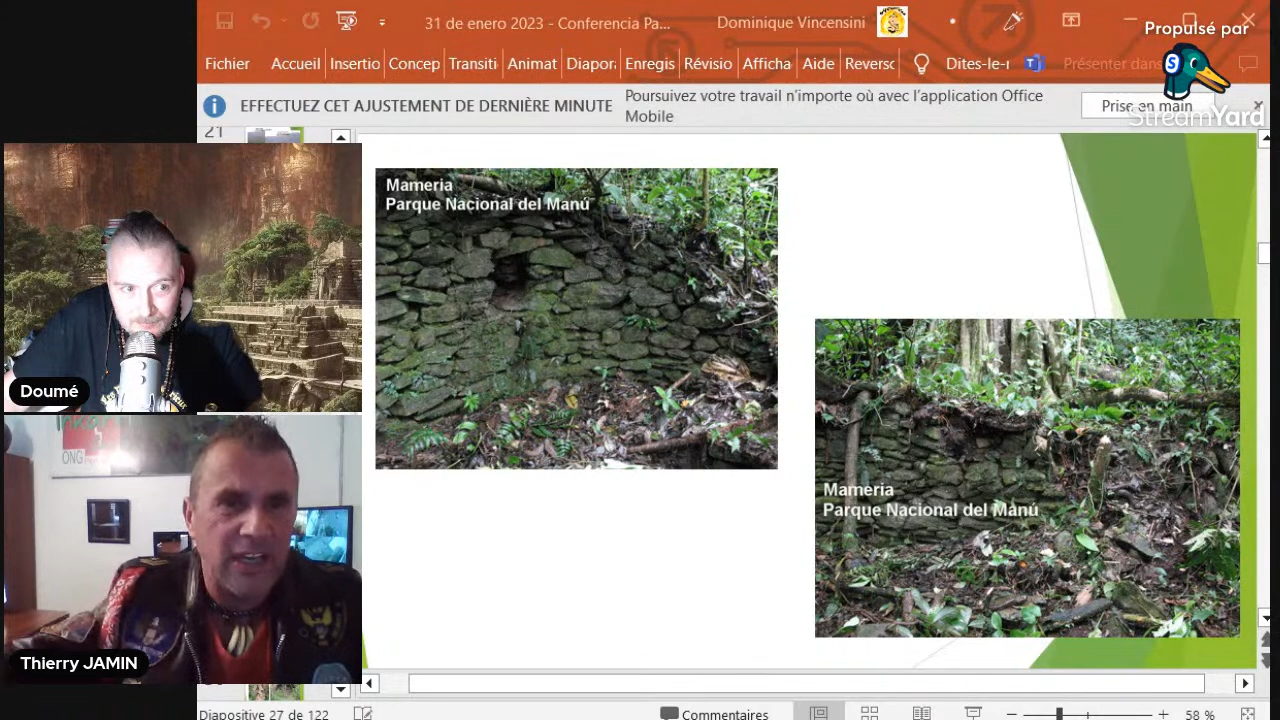 31 de enero 2023 - Conferencia Pa...
Dominique Vincensini
Propulsé par
StreamYard
Fichier Accueil Insertio Concep Transiti Animat Diapora Enregis Révisio Afficha Aide Reverso Dites-le-r Présenter dans
EFFECTUEZ CET AJUSTEMENT DE DERNIÈRE MINUTE
Poursuivez votre travail n'importe où avec l'application Office
Mobile
Prise en main
21
Mameria
Parque Nacional del Manú
Doumé
ONG
Mameria
Parque Nacional del Manú
Thierry JAMIN
Diapositive 27 de 122
Commentaires
58 %